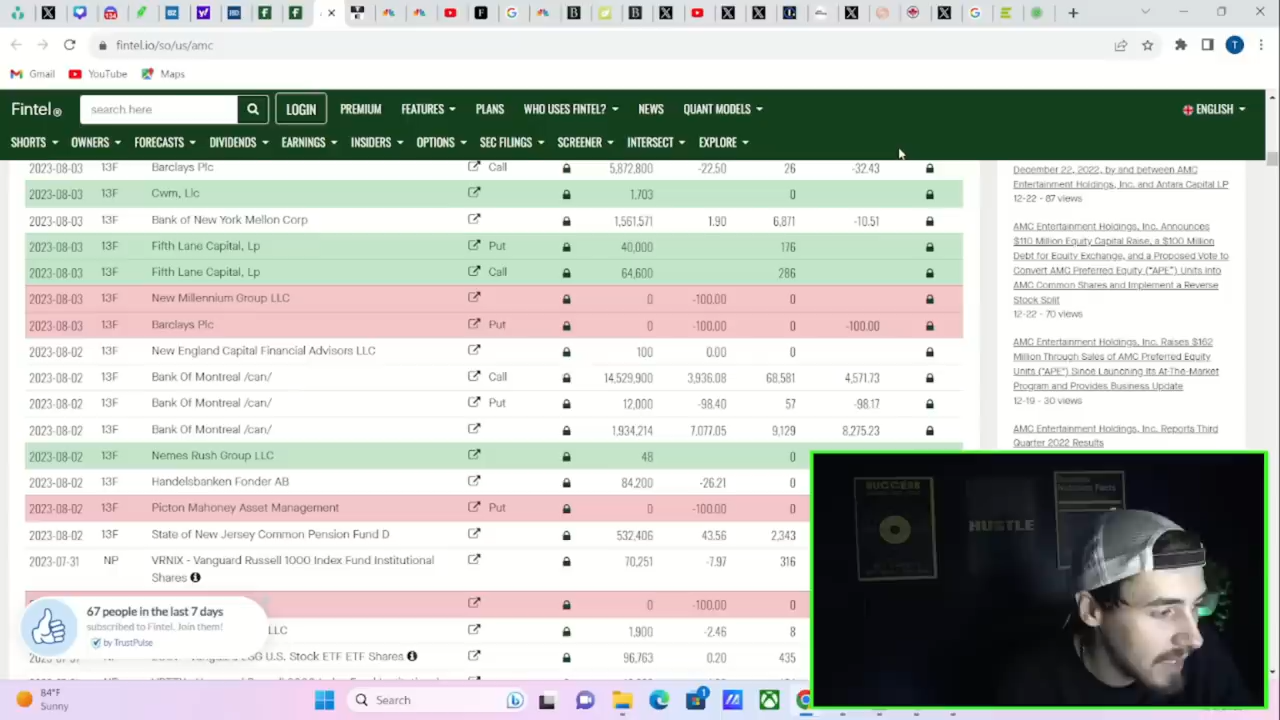 fintel.io/so/us/amc
Gmail YouTube Maps
Fintel® search here LOGIN PREMIUM FEATURES PLANS WHO USES FINTEL? NEWS QUANT MODELS ENGLISH
SHORTS OWNERS FORECASTS DIVIDENDS EARNINGS INSIDERS OPTIONS SEC FILINGS SCREENER INTERSECT EXPLORE
2023-08-03 13F Barclays Plc Call 5,872,800 -22.50 26 -32.43
2023-08-03 13F Cwm, Llc 1,703 0
2023-08-03 13F Bank of New York Mellon Corp 1,561,571 1.90 6,871 -10.51
2023-08-03 13F Fifth Lane Capital, Lp Put 40,000 176
2023-08-03 13F Fifth Lane Capital, Lp Call 64,600 286
2023-08-03 13F New Millennium Group LLC 0 -100.00 0
2023-08-03 13F Barclays Plc Put 0 -100.00 0 -100.00
2023-08-02 13F New England Capital Financial Advisors LLC 100 0.00 0
2023-08-02 13F Bank Of Montreal /can/ Call 14,529,900 3,936.08 68,581 4,571.73
2023-08-02 13F Bank Of Montreal /can/ Put 12,000 -98.40 57 -98.17
2023-08-02 13F Bank Of Montreal /can/ 1,934,214 7,077.05 9,129 8,275.23
2023-08-02 13F Nemes Rush Group LLC 48 0
2023-08-02 13F Handelsbanken Fonder AB 84,200 -26.21 0
2023-08-02 13F Picton Mahoney Asset Management Put 0 -100.00 0
2023-08-02 13F State of New Jersey Common Pension Fund D 532,406 43.56 2,343
2023-07-31 NP VRNIX - Vanguard Russell 1000 Index Fund Institutional 70,251 -7.97 316
Shares
0 -100.00 0
LLC 1,900 -2.46 8
U.S. Stock ETF ETF Shares 96,763 0.20 435
67 people in the last 7 days
subscribed to Fintel. Join them!
by TrustPulse
December 22, 2022, by and between AMC
Entertainment Holdings, Inc. and Antara Capital LP
12-22 - 87 views
AMC Entertainment Holdings, Inc. Announces
$110 Million Equity Capital Raise, a $100 Million
Debt for Equity Exchange, and a Proposed Vote to
Convert AMC Preferred Equity ("APE") Units into
AMC Common Shares and Implement a Reverse
Stock Split
12-22 - 70 views
AMC Entertainment Holdings, Inc. Raises $162
Million Through Sales of AMC Preferred Equity
Units ("APE") Since Launching Its At-The-Market
Program and Provides Business Update
12-19 - 30 views
AMC Entertainment Holdings, Inc. Reports Third
Quarter 2022 Results
SUCCESS
HUSTLE
Nutrition Facts
84°F
Sunny
Search